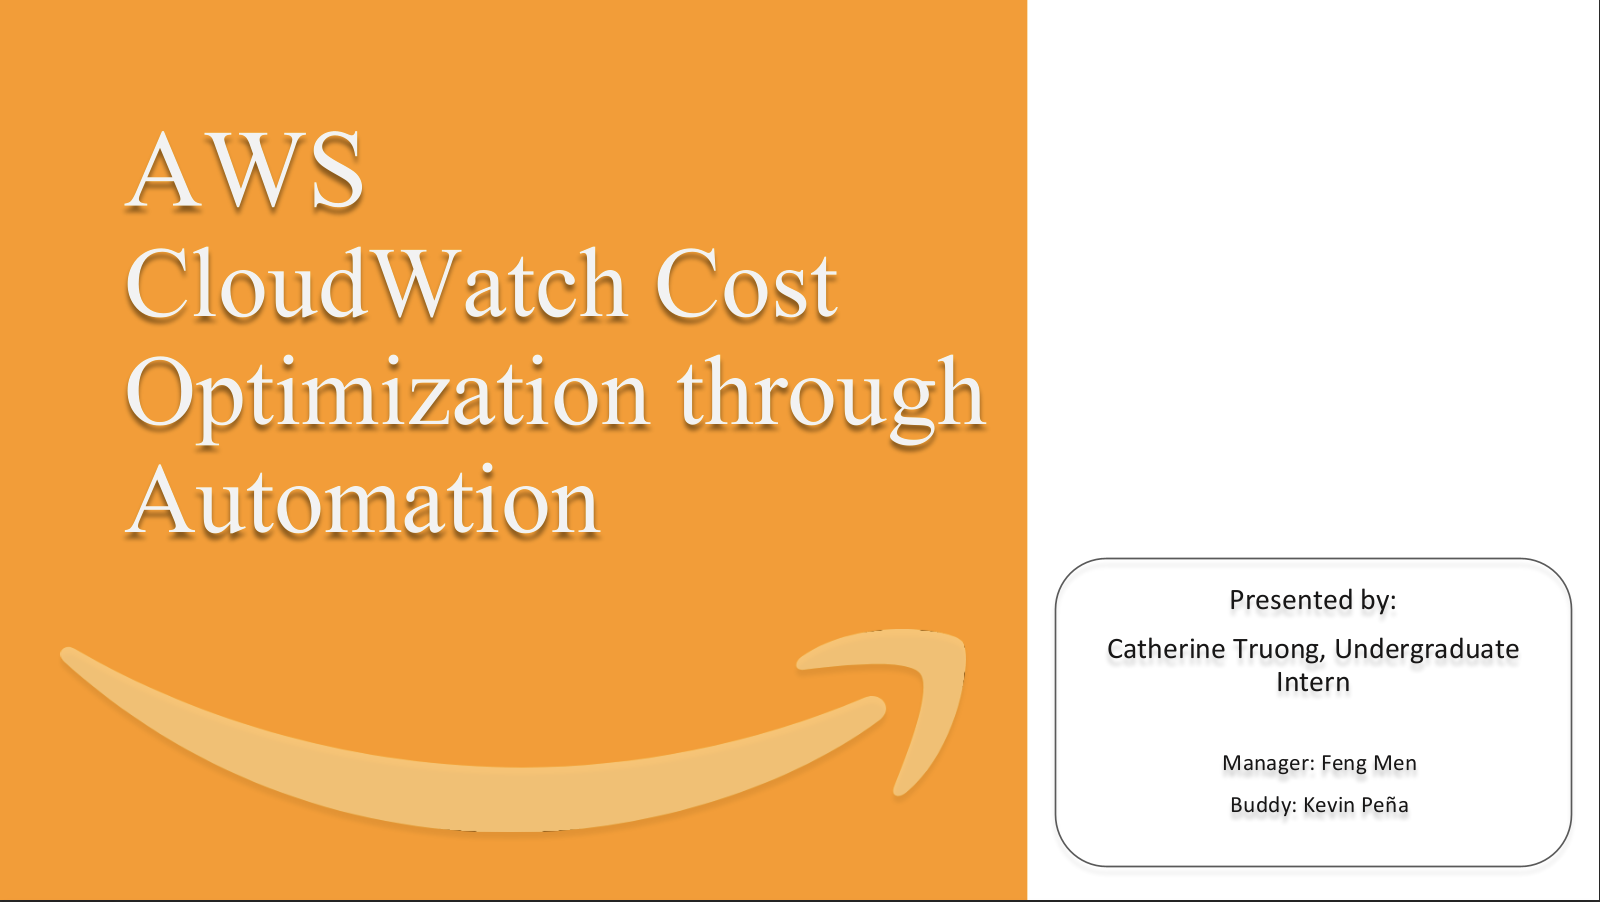 AWS
CloudWatch Cost
Optimization through
Automation
Presented by:
Catherine Truong, Undergraduate
Intern
Manager: Feng Men
Buddy: Kevin Peña